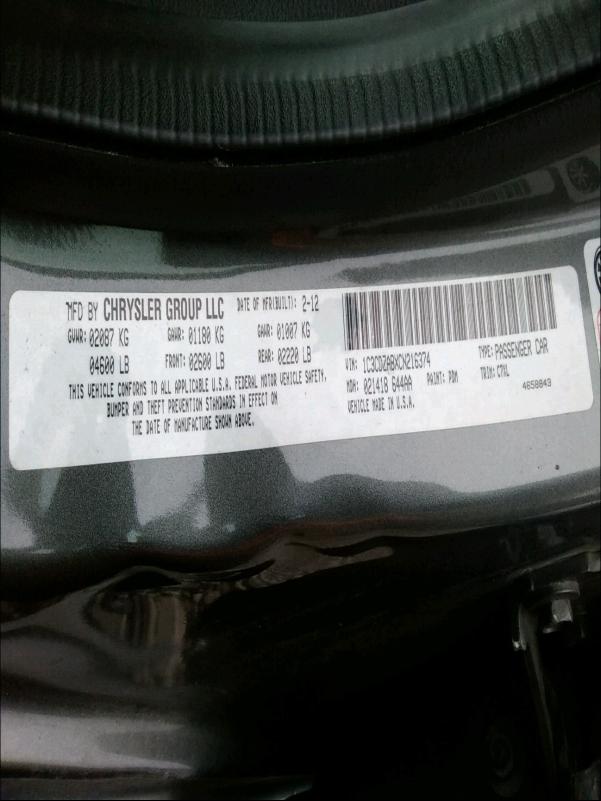 MFD BY CHRYSLER GROUP LLC DATE OF MFR(BUILT): 2-12
GVWR: 02087 KG GAWR: 01180 KG GAWR: 01007 KG
04600 LB FRONT: 02600 LB REAR: 02220 LB
THIS VEHICLE CONFORMS TO ALL APPLICABLE U.S.A. FEDERAL MOTOR VEHICLE SAFETY,
BUMPER AND THEFT PREVENTION STANDARDS IN EFFECT ON
THE DATE OF MANUFACTURE SHOWN ABOVE.
VIN: 1C3CDZABXCN216374 TYPE: PASSENGER CAR
MDH: 021418 644AA PAINT: PDM TRIM: C7XL
VEHICLE MADE IN U.S.A. 4658843